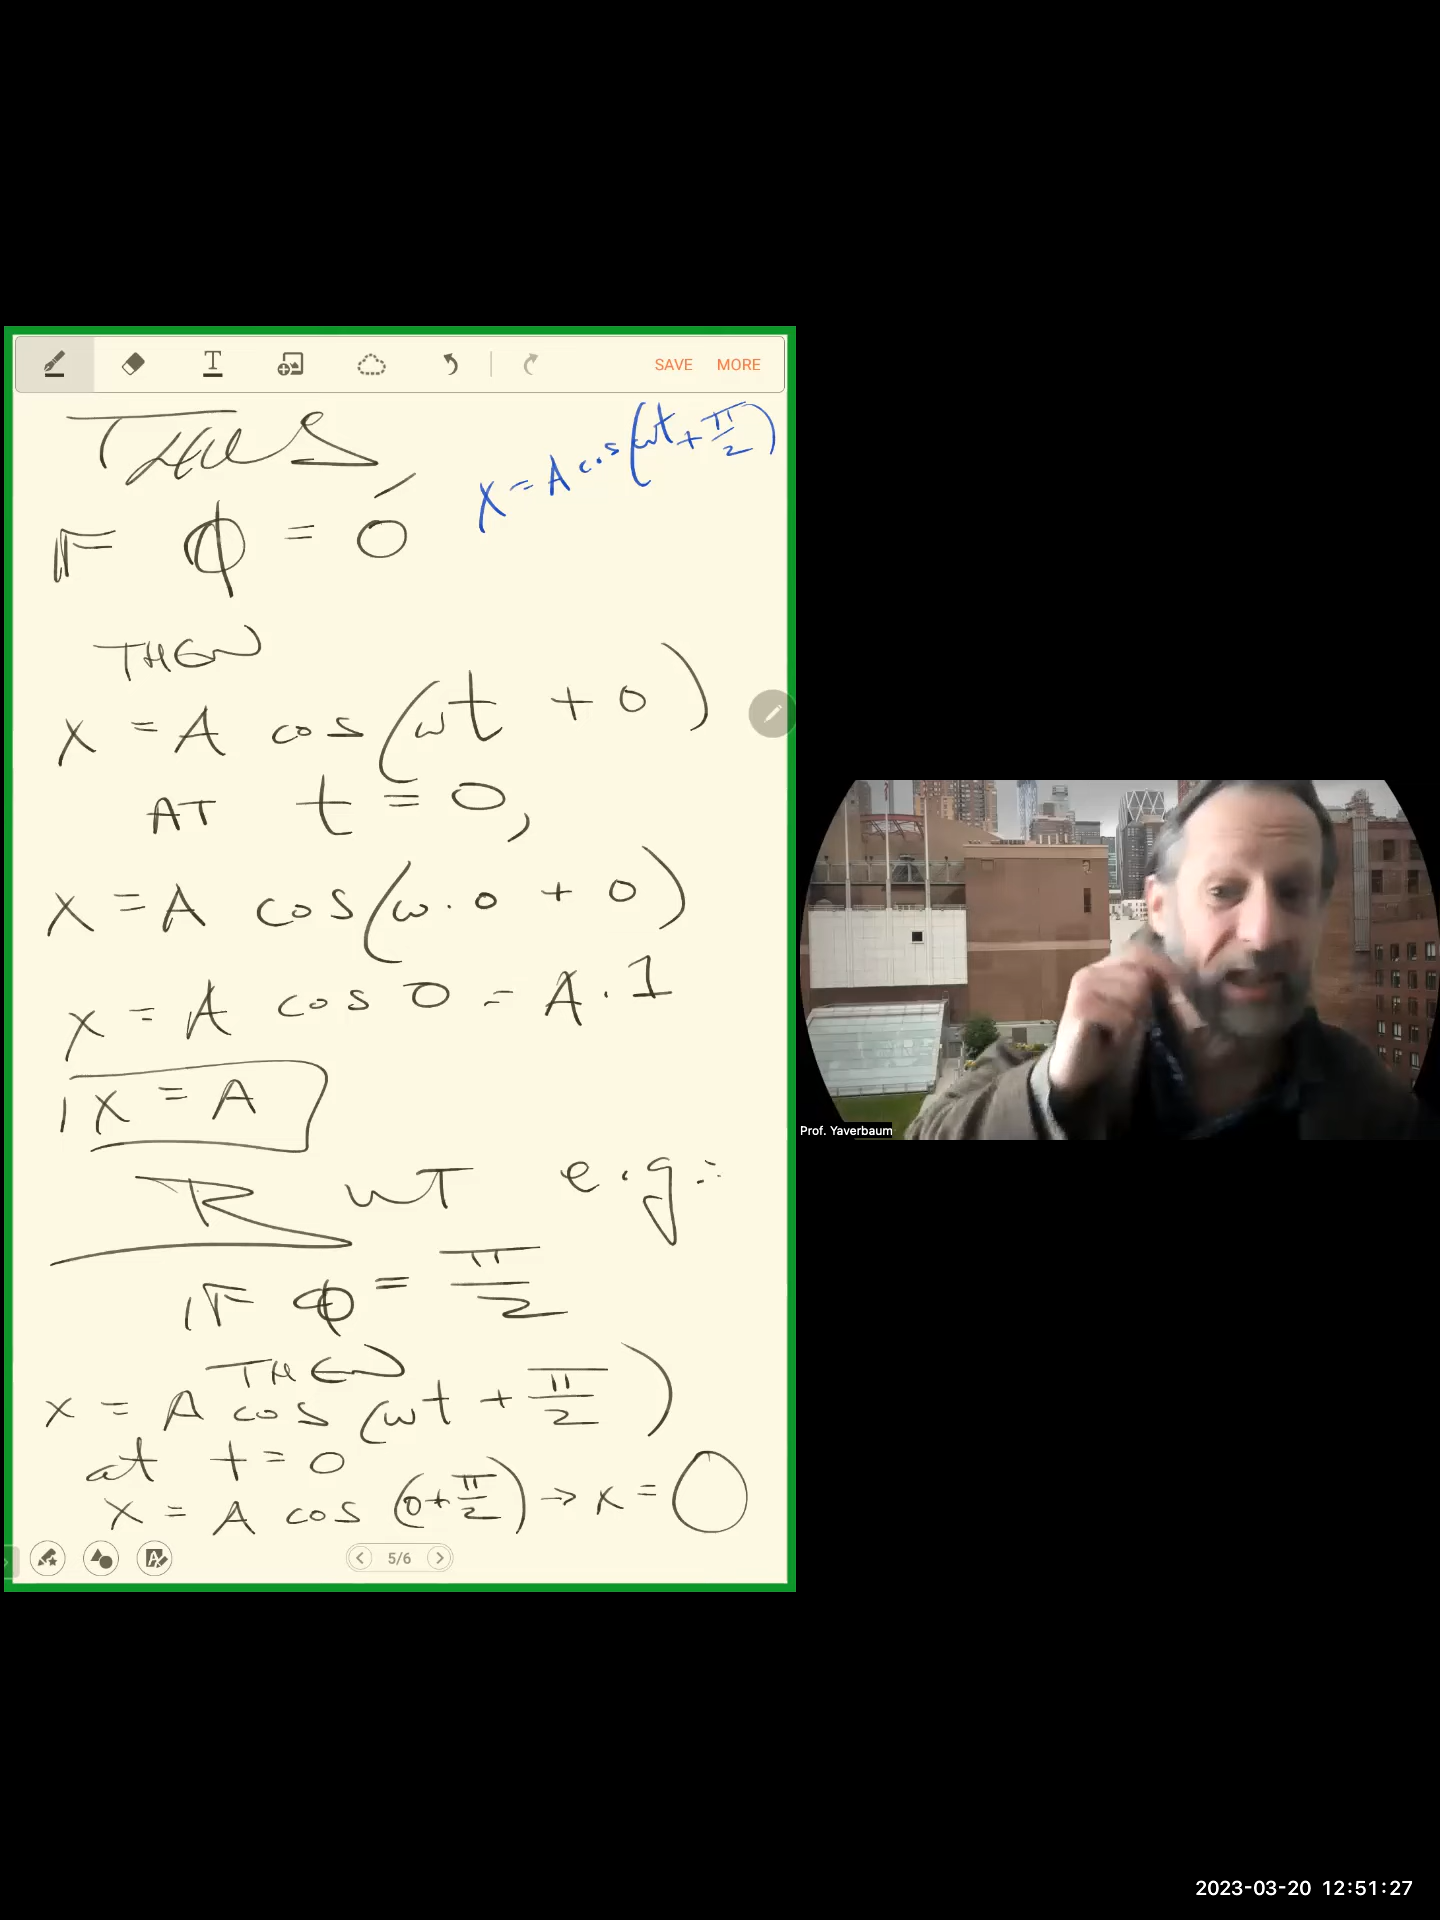 T
SAVE
MORE
THUS,
X = A cos(ωt + π/2)
IF ϕ = 0
THEN
X = A cos(ωt + 0)
AT t = 0,
X = A cos(ω·0 + 0)
X = A cos 0 = A·1
X = A
e.g:
IF ϕ = π/2
THEN
X = A cos(ωt + π/2)
at t = 0
X = A cos(0 + π/2) → X = 0
5/6
Prof. Yaverbaum
2023-03-20 12:51:27